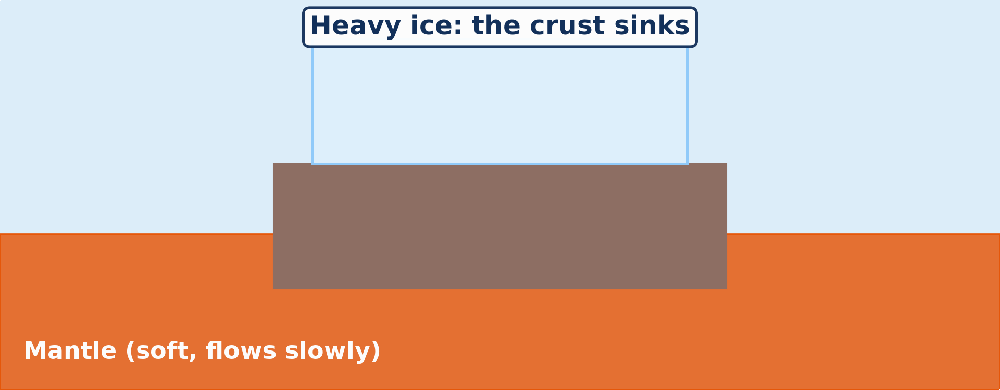 Heavy ice: the crust sinks
Mantle (soft, flows slowly)